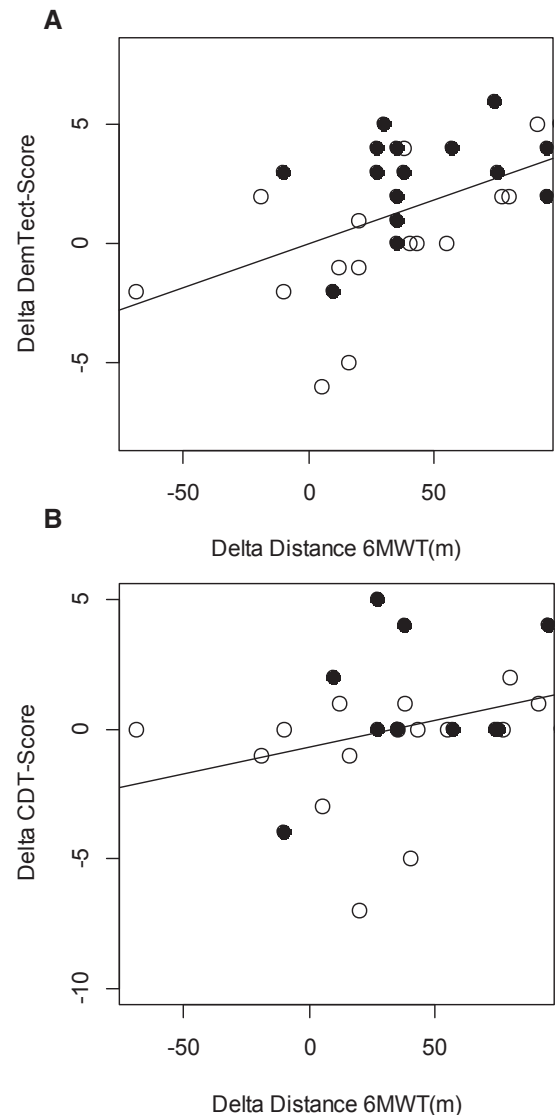 A
Delta DemTect-Score
5
0
-5
-50 0 50
Delta Distance 6MWT(m)
B
Delta CDT-Score
5
0
-5
-10
-50 0 50
Delta Distance 6MWT(m)